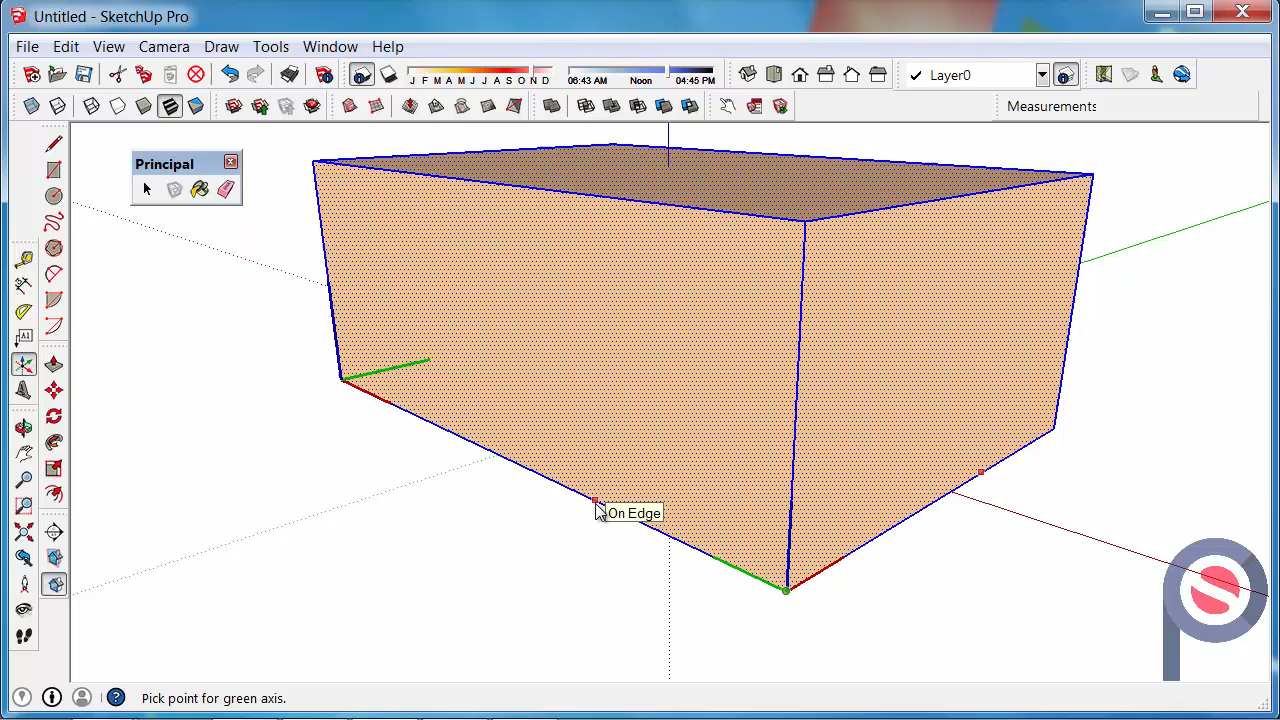 Untitled - SketchUp Pro
File Edit View Camera Draw Tools Window Help
J F M A M J J A S O N D 06:43 AM Noon 04:45 PM Layer0
Measurements
Principal
A1
On Edge
Pick point for green axis.